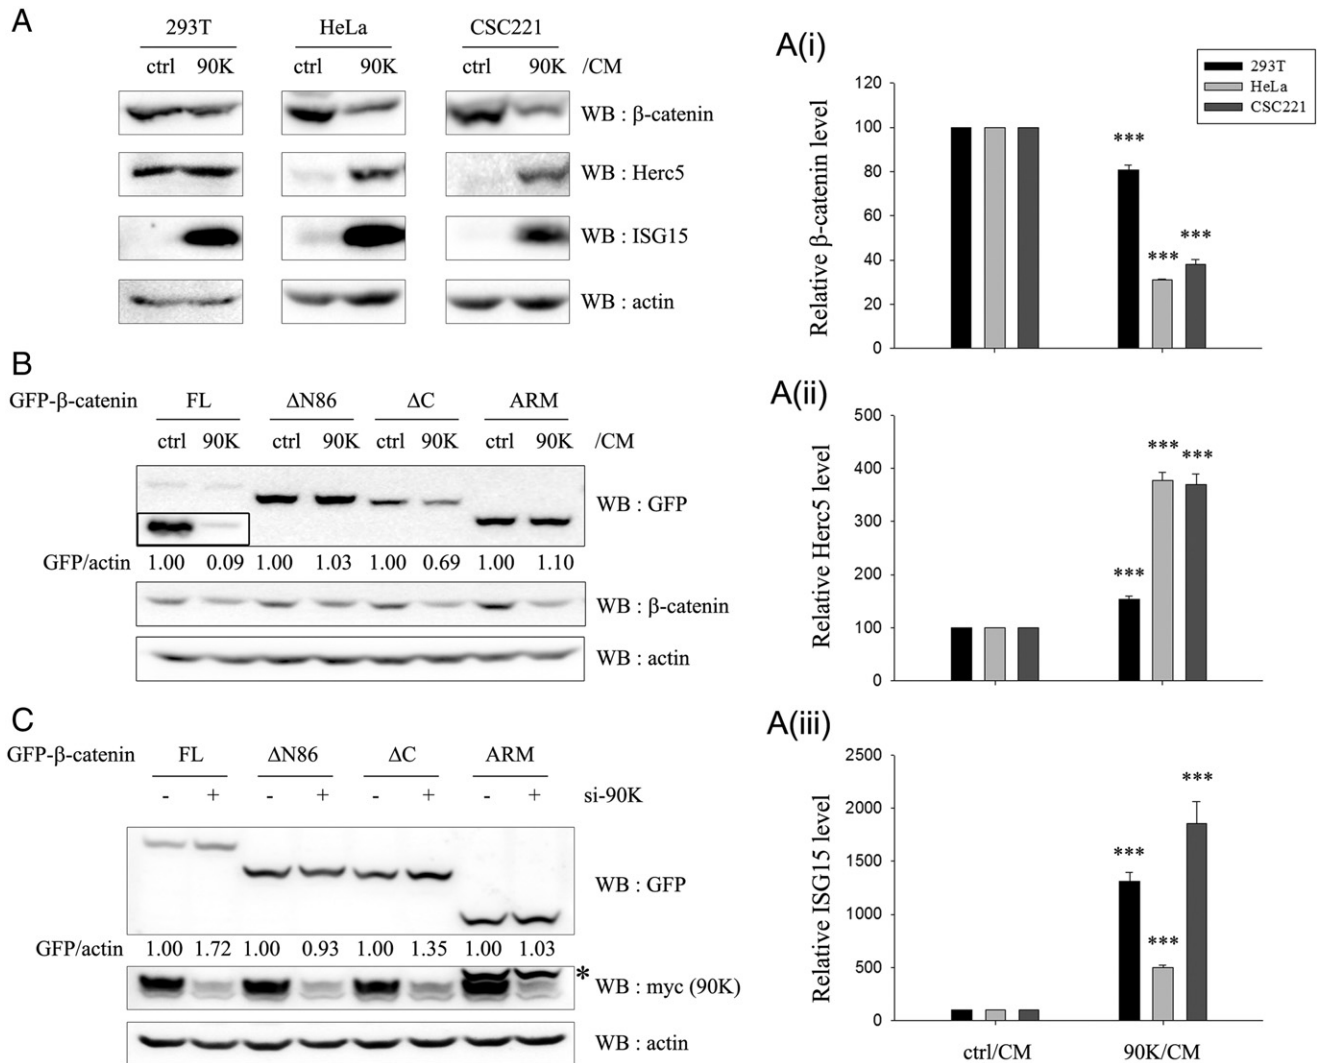 A
293T HeLa CSC221
ctrl 90K ctrl 90K ctrl 90K /CM
WB : β-catenin
WB : Herc5
WB : ISG15
WB : actin
B
GFP-β-catenin FL ΔN86 ΔC ARM
ctrl 90K ctrl 90K ctrl 90K ctrl 90K /CM
WB : GFP
GFP/actin 1.00 0.09 1.00 1.03 1.00 0.69 1.00 1.10
WB : β-catenin
WB : actin
C
GFP-β-catenin FL ΔN86 ΔC ARM
- + - + - + - + si-90K
WB : GFP
GFP/actin 1.00 1.72 1.00 0.93 1.00 1.35 1.00 1.03
*
WB : myc (90K)
WB : actin
A(i)
293T
HeLa
CSC221
Relative β-catenin level
120
100
80
60
40
20
0
***
***
***
A(ii)
Relative Herc5 level
500
400
300
200
100
0
***
***
***
A(iii)
Relative ISG15 level
2500
2000
1500
1000
500
0
***
***
***
ctrl/CM 90K/CM